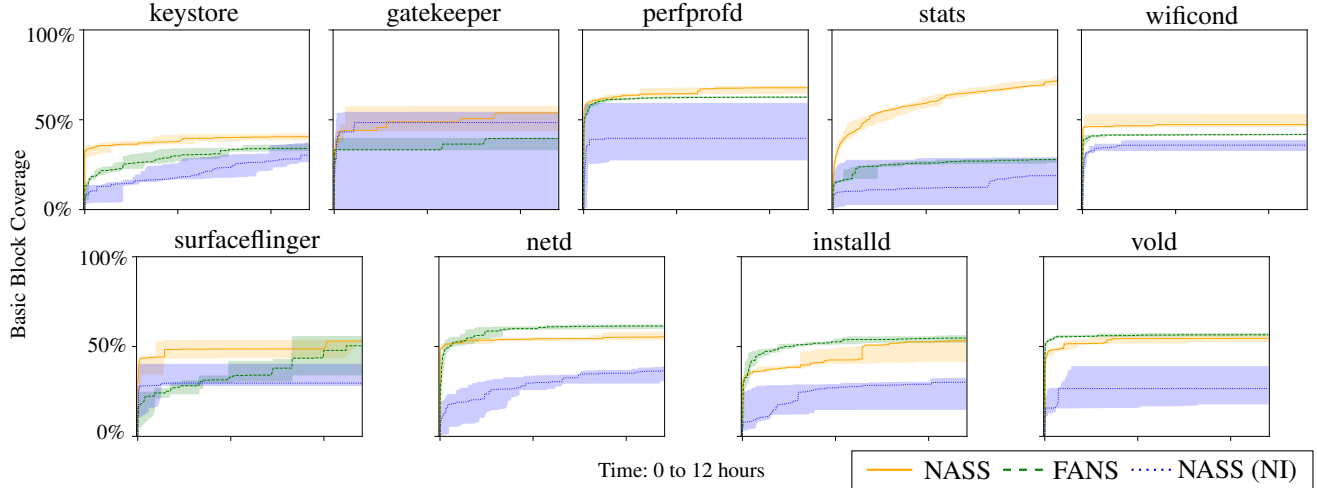 keystore gatekeeper perfprofd stats wificond
100%
50%
0%
Basic Block Coverage
surfaceflinger netd installd vold
100%
50%
0%
Time: 0 to 12 hours
NASS FANS NASS (NI)